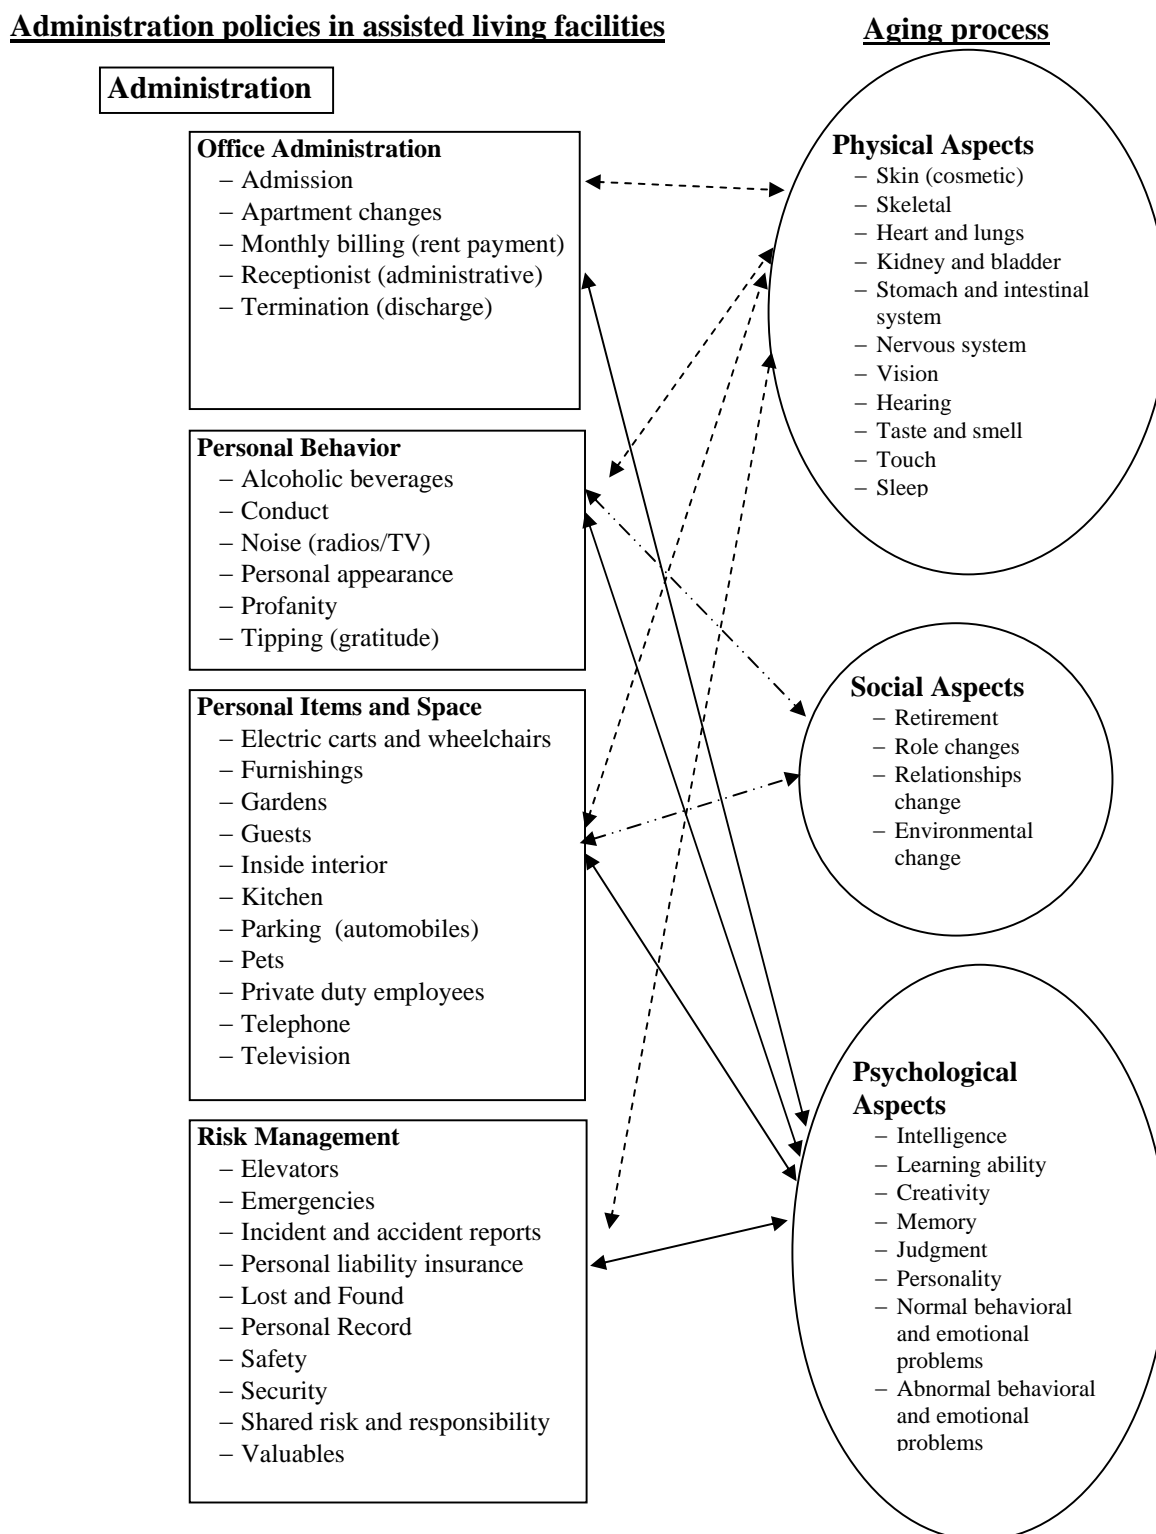 Administration policies in assisted living facilities
Aging process
Administration
Office Administration
– Admission
– Apartment changes
– Monthly billing (rent payment)
– Receptionist (administrative)
– Termination (discharge)
Personal Behavior
– Alcoholic beverages
– Conduct
– Noise (radios/TV)
– Personal appearance
– Profanity
– Tipping (gratitude)
Personal Items and Space
– Electric carts and wheelchairs
– Furnishings
– Gardens
– Guests
– Inside interior
– Kitchen
– Parking  (automobiles)
– Pets
– Private duty employees
– Telephone
– Television
Risk Management
– Elevators
– Emergencies
– Incident and accident reports
– Personal liability insurance
– Lost and Found
– Personal Record
– Safety
– Security
– Shared risk and responsibility
– Valuables
Physical Aspects
– Skin (cosmetic)
– Skeletal
– Heart and lungs
– Kidney and bladder
– Stomach and intestinal
system
– Nervous system
– Vision
– Hearing
– Taste and smell
– Touch
– Sleep
Social Aspects
– Retirement
– Role changes
– Relationships
change
– Environmental
change
Psychological
Aspects
– Intelligence
– Learning ability
– Creativity
– Memory
– Judgment
– Personality
– Normal behavioral
and emotional
problems
– Abnormal behavioral
and emotional
problems